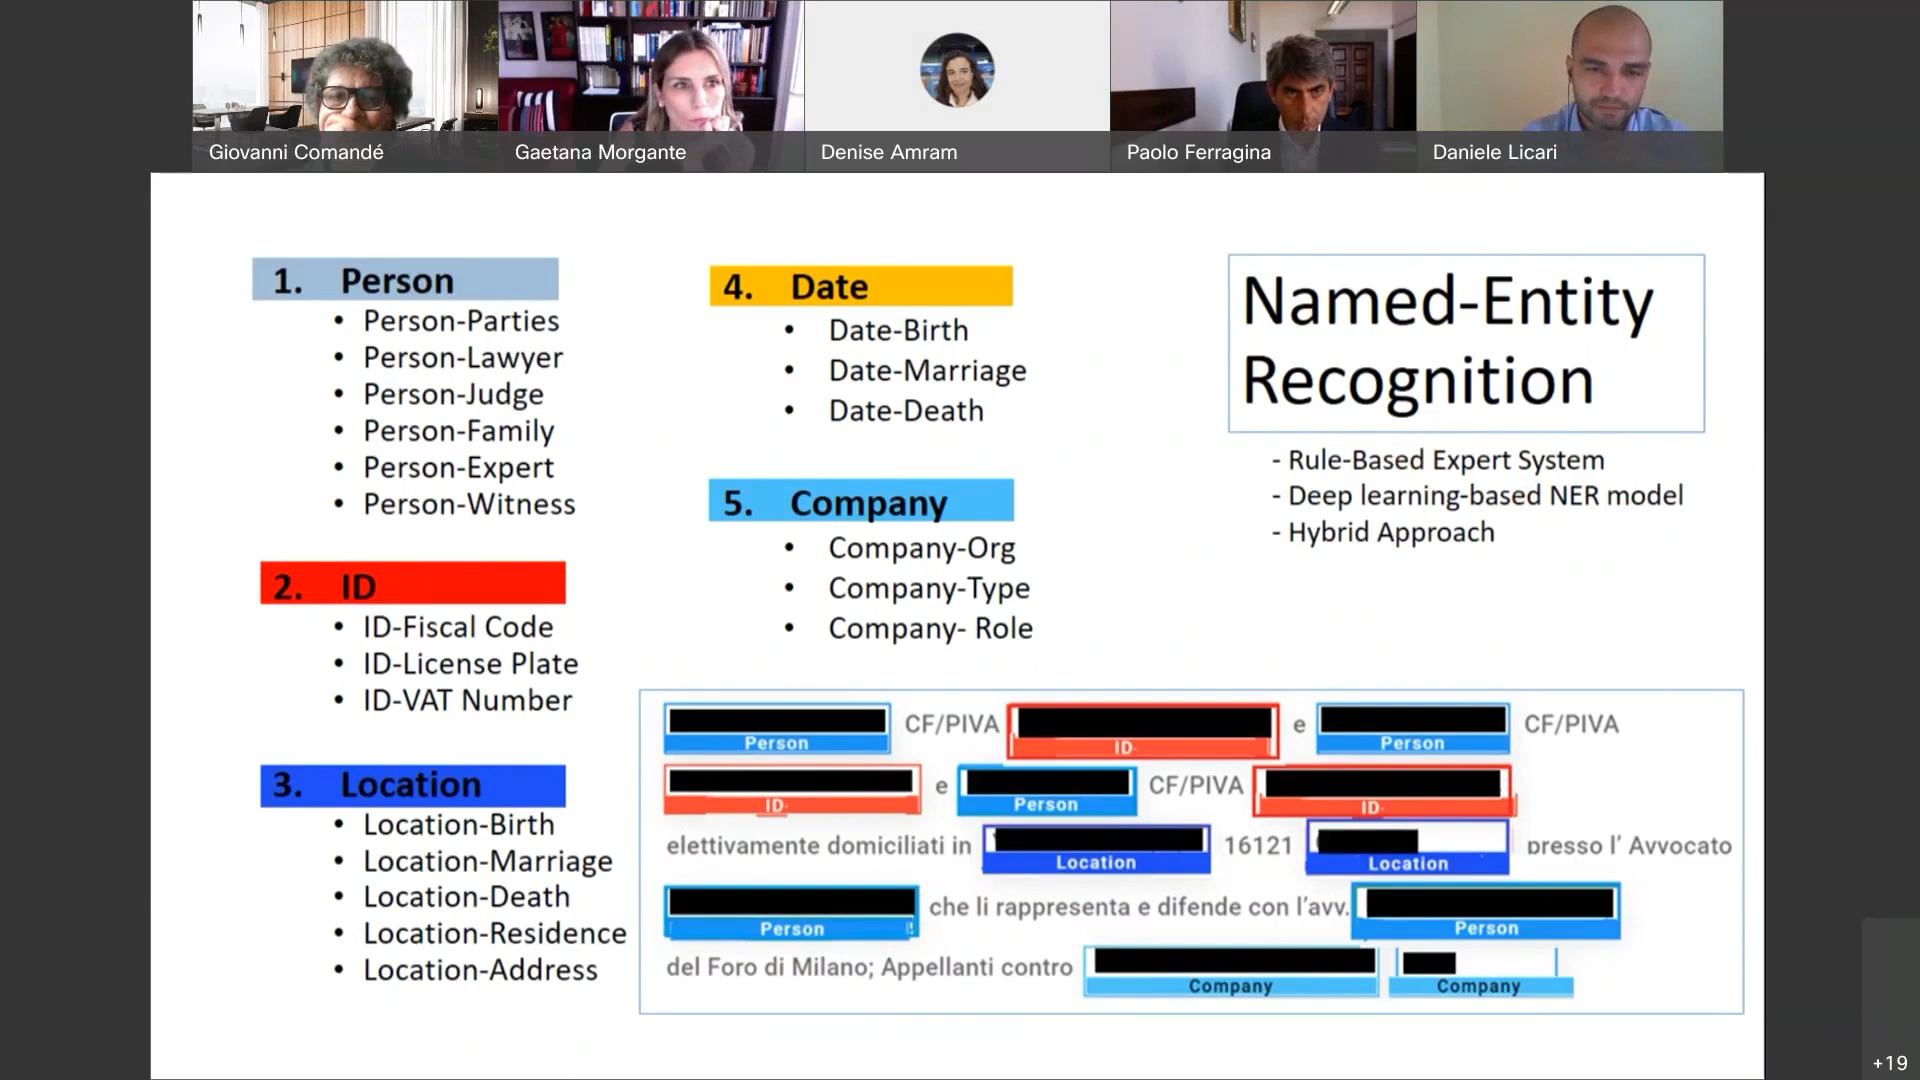 Giovanni Comandé
Gaetana Morgante
Denise Amram
Paolo Ferragina
Daniele Licari
1. Person
• Person-Parties
• Person-Lawyer
• Person-Judge
• Person-Family
• Person-Expert
• Person-Witness
2. ID
• ID-Fiscal Code
• ID-License Plate
• ID-VAT Number
3. Location
• Location-Birth
• Location-Marriage
• Location-Death
• Location-Residence
• Location-Address
4. Date
• Date-Birth
• Date-Marriage
• Date-Death
5. Company
• Company-Org
• Company-Type
• Company- Role
Named-Entity
Recognition
- Rule-Based Expert System
- Deep learning-based NER model
- Hybrid Approach
Person CF/PIVA ID e Person CF/PIVA
ID e Person CF/PIVA ID
elettivamente domiciliati in Location 16121 Location presso l' Avvocato
Person che li rappresenta e difende con l'avv. Person
del Foro di Milano; Appellanti contro Company Company
+19